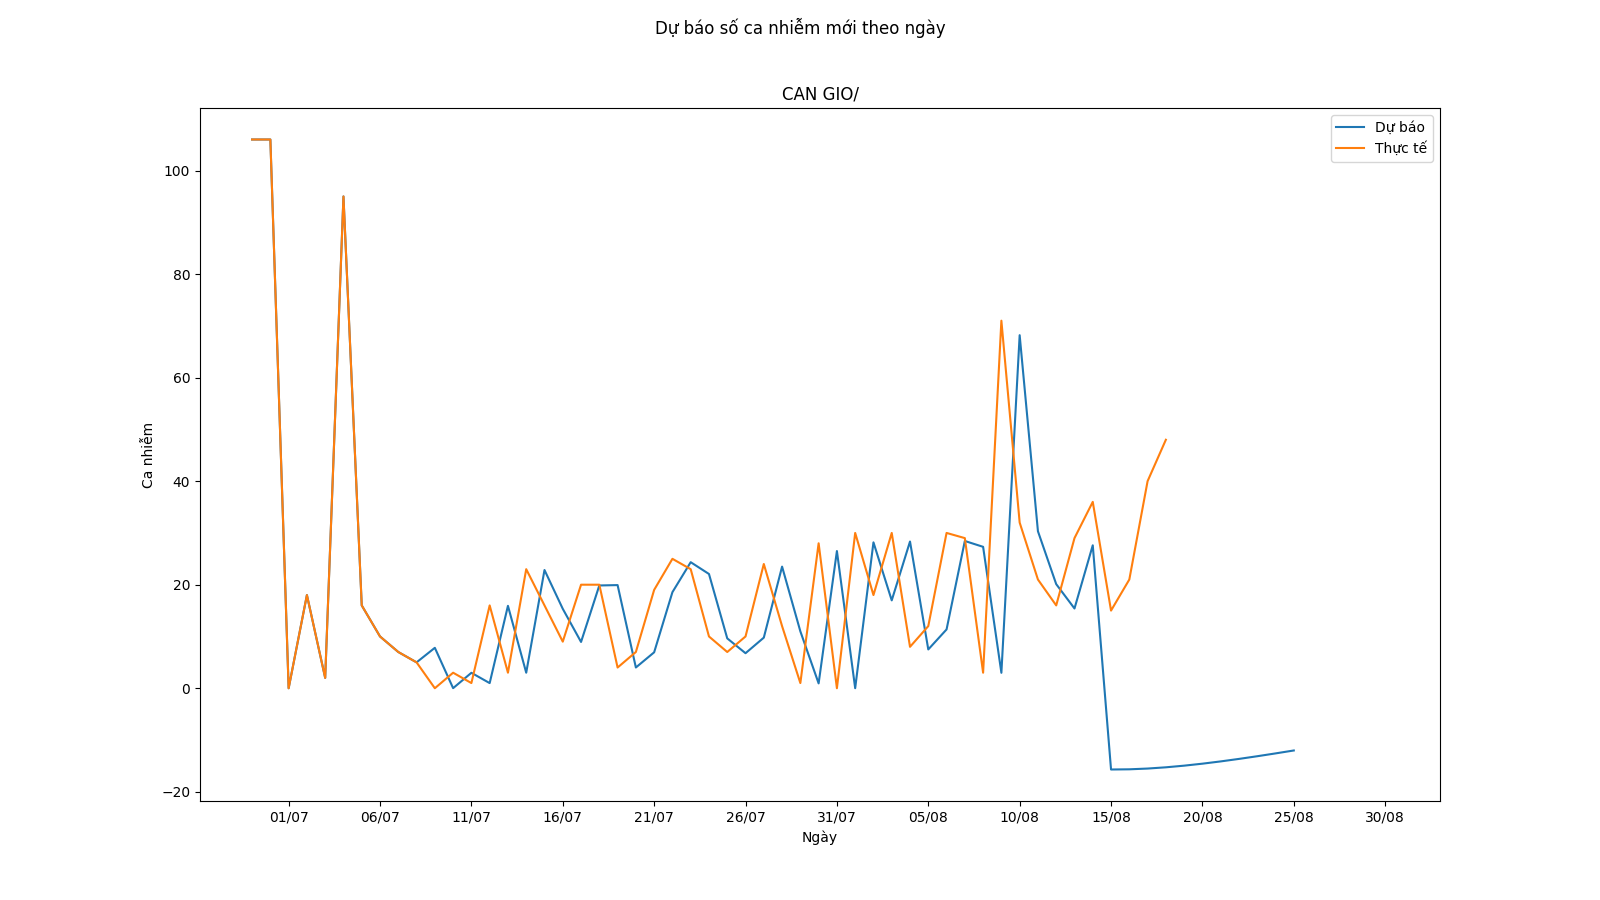 Dự báo số ca nhiễm mới theo ngày
CAN GIO/
Dự báo
Thực tế
100
80
60
40
20
0
−20
Ca nhiễm
01/07 06/07 11/07 16/07 21/07 26/07 31/07 05/08 10/08 15/08 20/08 25/08 30/08
Ngày